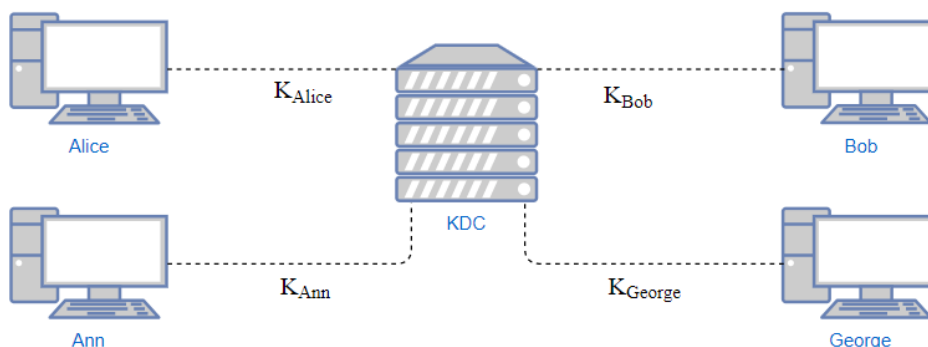 K_Alice
K_Bob
Alice
Bob
KDC
K_Ann
K_George
Ann
George